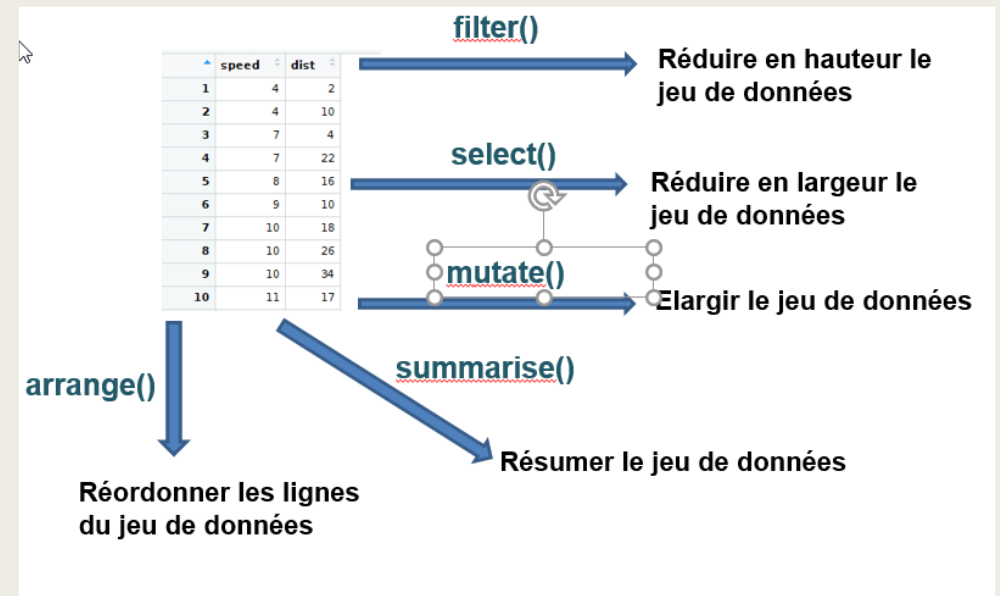 filter()
Réduire en hauteur le
jeu de données
speed dist
1 4 2
2 4 10
3 7 4
4 7 22
5 8 16
6 9 10
7 10 18
8 10 26
9 10 34
10 11 17
select()
Réduire en largeur le
jeu de données
mutate()
Elargir le jeu de données
summarise()
arrange()
Résumer le jeu de données
Réordonner les lignes
du jeu de données